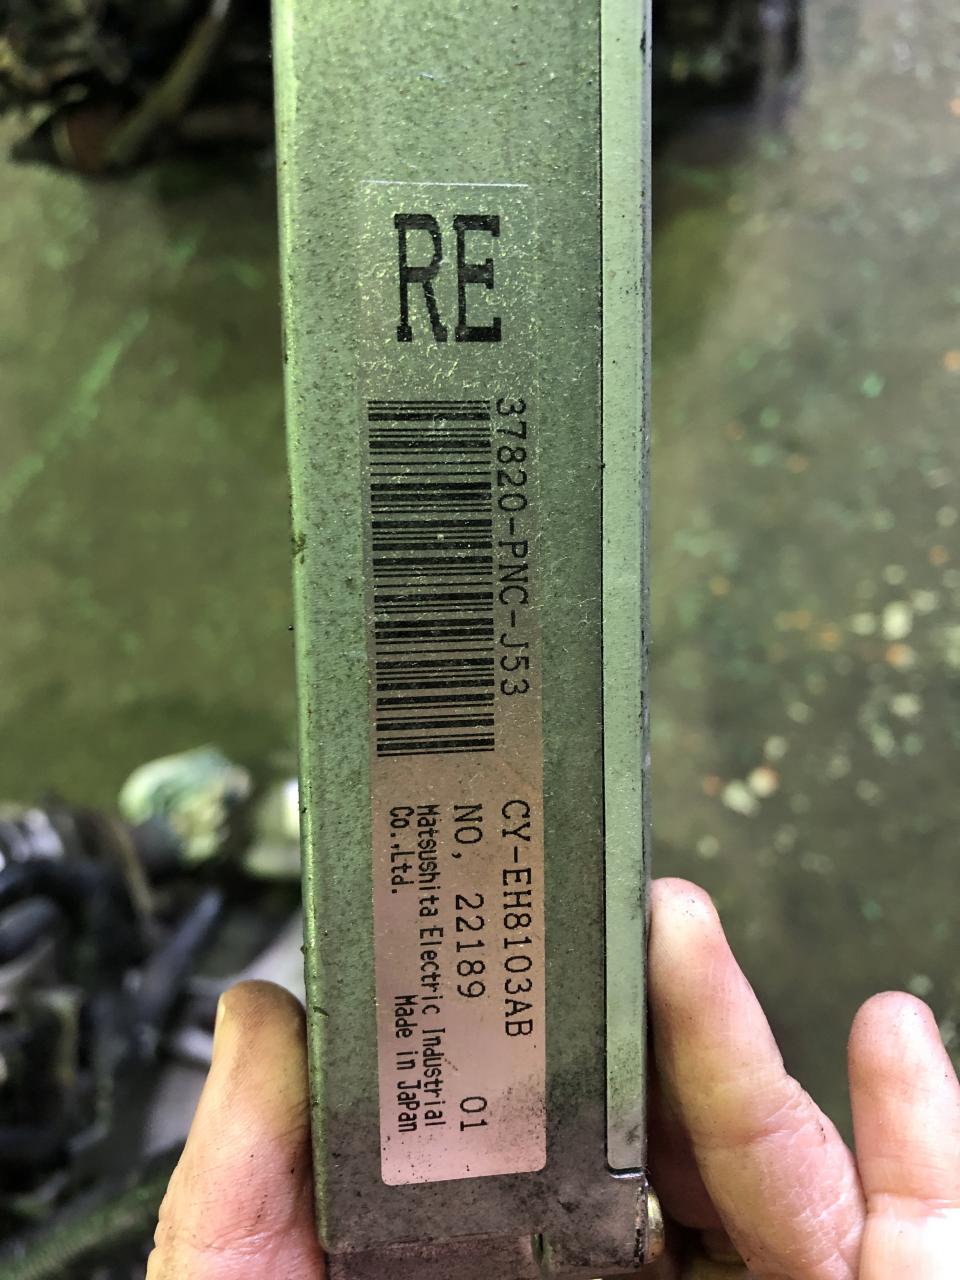 RE
37820-PNC-J53
CY-EH8103AB
NO, 22189 01
Matsushita Electric Industrial
Co.,Ltd. Made in Japan